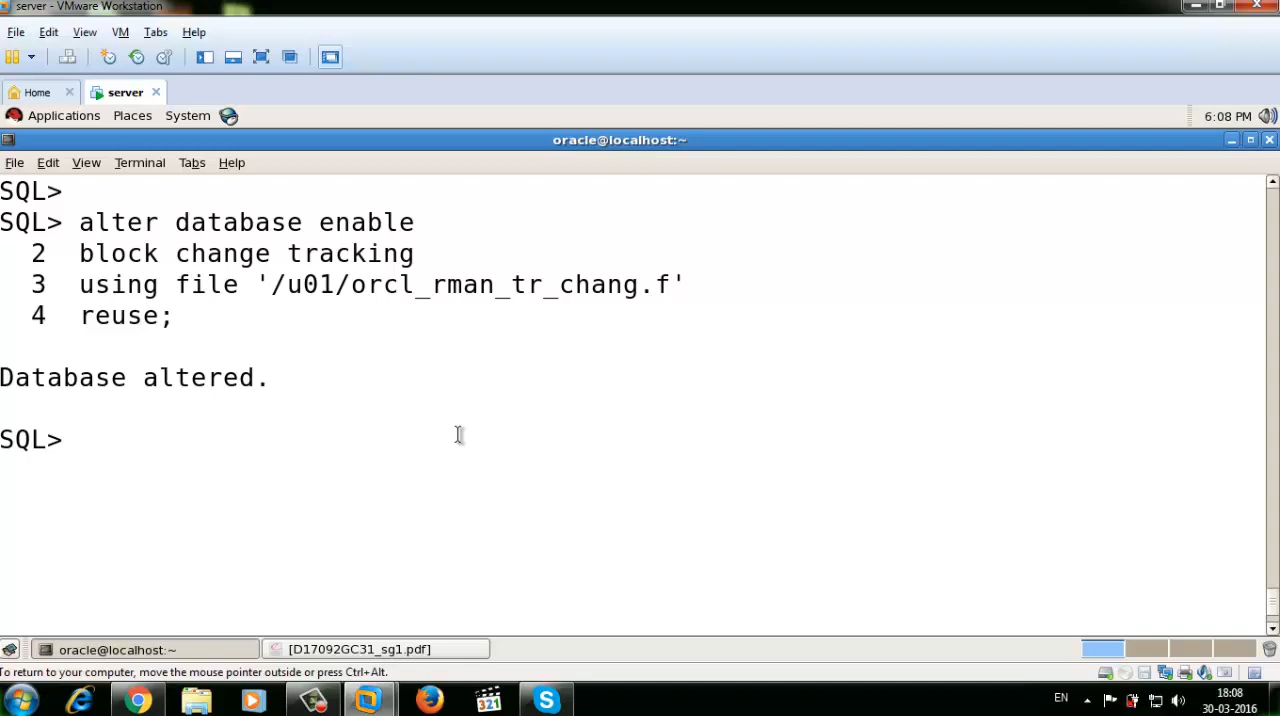 server - VMware Workstation
File Edit View VM Tabs Help
Home server
Applications Places System 6:08 PM
oracle@localhost:~
File Edit View Terminal Tabs Help
SQL>
SQL> alter database enable
2 block change tracking
3 using file '/u01/orcl_rman_tr_chang.f'
4 reuse;
Database altered.
SQL>
oracle@localhost:~ [D17092GC31_sg1.pdf]
To return to your computer, move the mouse pointer outside or press Ctrl+Alt.
321
EN 18:08
30-03-2016